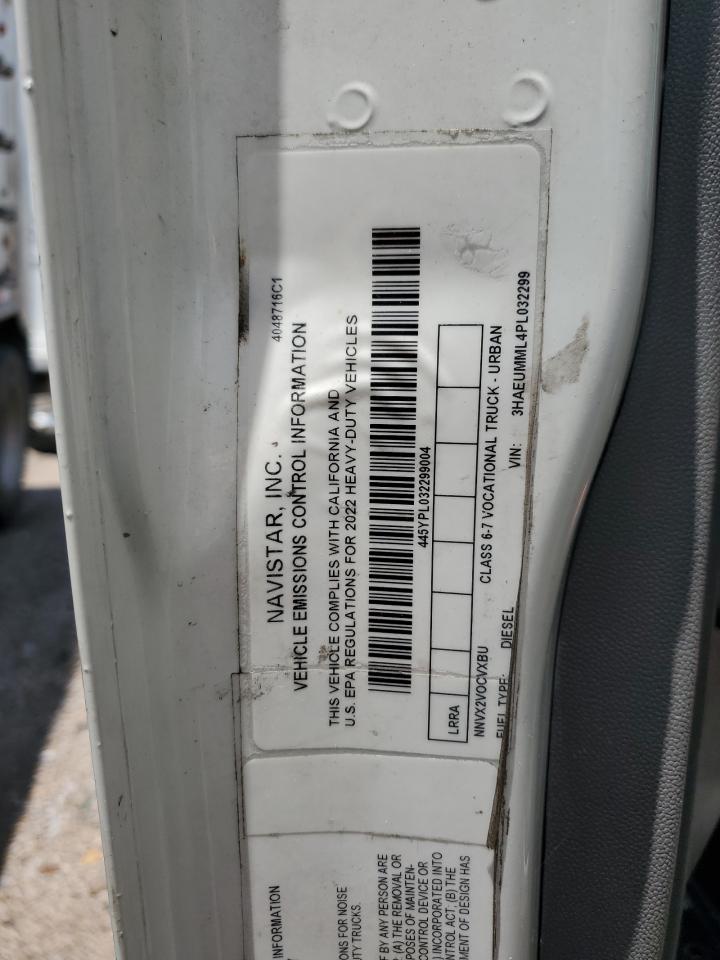 4048716C1
NAVISTAR, INC.
VEHICLE EMISSIONS CONTROL INFORMATION
THIS VEHICLE COMPLIES WITH CALIFORNIA AND
U.S. EPA REGULATIONS FOR 2022 HEAVY-DUTY VEHICLES
445YPL032299004
LRRA
NNVX2VOCVXBU CLASS 6-7 VOCATIONAL TRUCK - URBAN
FUEL TYPE: DIESEL VIN: 3HAEUMML4PL032299
INFORMATION
ONS FOR NOISE
UTY TRUCKS.
F BY ANY PERSON ARE
(A) THE REMOVAL OR
POSES OF MAINTEN-
CONTROL DEVICE OR
INCORPORATED INTO
NTROL ACT. (B) THE
MENT OF DESIGN HAS